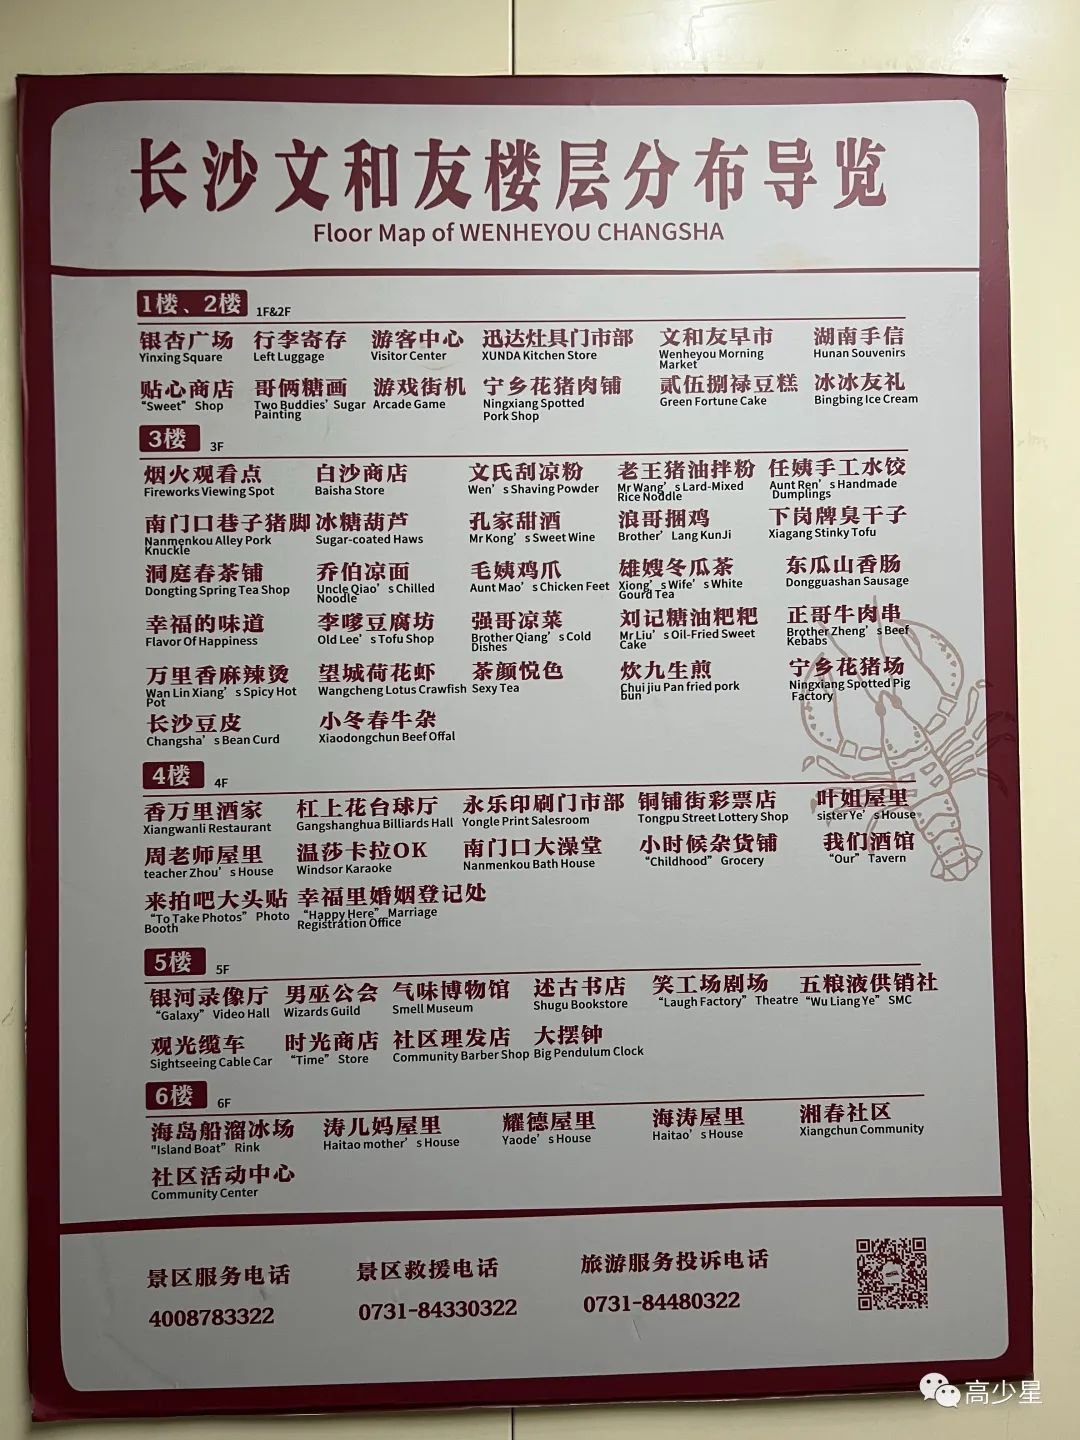 长沙文和友楼层分布导览
Floor Map of WENHEYOU CHANGSHA
1楼、2楼 1F&2F
银杏广场 行李寄存 游客中心 迅达灶具门市部 文和友早市 湖南手信
Yinxing Square Left Luggage Visitor Center XUNDA Kitchen Store Wenheyou Morning Hunan Souvenirs
Market
贴心商店 哥俩糖画 游戏街机 宁乡花猪肉铺 贰伍捌禄豆糕 冰冰友礼
“Sweet” Shop Two Buddies’Sugar Arcade Game Ningxiang Spotted Green Fortune Cake Bingbing Ice Cream
Painting Pork Shop
3楼 3F
烟火观看点 白沙商店 文氏刮凉粉 老王猪油拌粉 任姨手工水饺
Fireworks Viewing Spot Baisha Store Wen’s Shaving Powder Mr Wang’s Lard-Mixed Aunt Ren’s Handmade
Rice Noodle Dumplings
南门口巷子猪脚 冰糖葫芦 孔家甜酒 浪哥捆鸡 下岗牌臭干子
Nanmenkou Alley Pork Sugar-coated Haws Mr Kong’s Sweet Wine Brother’Lang KunJi Xiagang Stinky Tofu
Knuckle
洞庭春茶铺 乔伯凉面 毛姨鸡爪 雄嫂冬瓜茶 东瓜山香肠
Dongting Spring Tea Shop Uncle Qiao’s Chilled Aunt Mao’s Chicken Feet Xiong’s Wife’s White Dongguashan Sausage
Noodle Gourd Tea
幸福的味道 李嗲豆腐坊 强哥凉菜 刘记糖油粑粑 正哥牛肉串
Flavor Of Happiness Old Lee’s Tofu Shop Brother Qiang’s Cold Mr Liu’s Oil-Fried Sweet Brother Zheng’s Beef
Dishes Cake Kebabs
万里香麻辣烫 望城荷花虾 茶颜悦色 炊九生煎 宁乡花猪场
Wan Lin Xiang’s Spicy Hot Wangcheng Lotus Crawfish Sexy Tea Chui jiu Pan fried pork Ningxiang Spotted Pig
Pot bun Factory
长沙豆皮 小冬春牛杂
Changsha’s Bean Curd Xiaodongchun Beef Offal
4楼 4F
香万里酒家 杠上花台球厅 永乐印刷门市部 铜铺街彩票店 叶姐屋里
Xiangwanli Restaurant Gangshanghua Billiards Hall Yongle Print Salesroom Tongpu Street Lottery Shop sister Ye’s House
周老师屋里 温莎卡拉OK 南门口大澡堂 小时候杂货铺 我们酒馆
teacher Zhou’s House Windsor Karaoke Nanmenkou Bath House “Childhood” Grocery “Our” Tavern
来拍吧大头贴 幸福里婚姻登记处
“To Take Photos” Photo “Happy Here” Marriage
Booth Registration Office
5楼 5F
银河录像厅 男巫公会 气味博物馆 述古书店 笑工场剧场 五粮液供销社
“Galaxy” Video Hall Wizards Guild Smell Museum Shugu Bookstore “Laugh Factory” Theatre “Wu Liang Ye” SMC
观光缆车 时光商店 社区理发店 大摆钟
Sightseeing Cable Car “Time” Store Community Barber Shop Big Pendulum Clock
6楼 6F
海岛船溜冰场 涛儿妈屋里 耀德屋里 海涛屋里 湘春社区
"Island Boat” Rink Haitao mother’s House Yaode’s House Haitao’s House Xiangchun Community
社区活动中心
Community Center
景区服务电话 景区救援电话 旅游服务投诉电话
4008783322 0731-84330322 0731-84480322
高少星